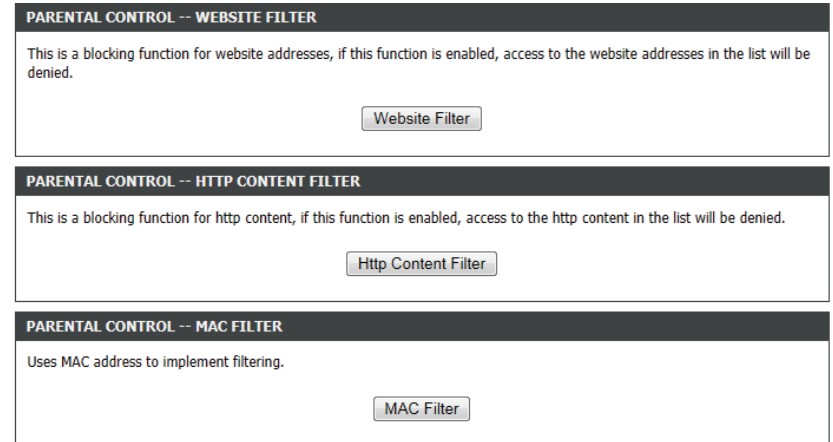 PARENTAL CONTROL -- WEBSITE FILTER
This is a blocking function for website addresses, if this function is enabled, access to the website addresses in the list will be
denied.
Website Filter
PARENTAL CONTROL -- HTTP CONTENT FILTER
This is a blocking function for http content, if this function is enabled, access to the http content in the list will be denied.
Http Content Filter
PARENTAL CONTROL -- MAC FILTER
Uses MAC address to implement filtering.
MAC Filter